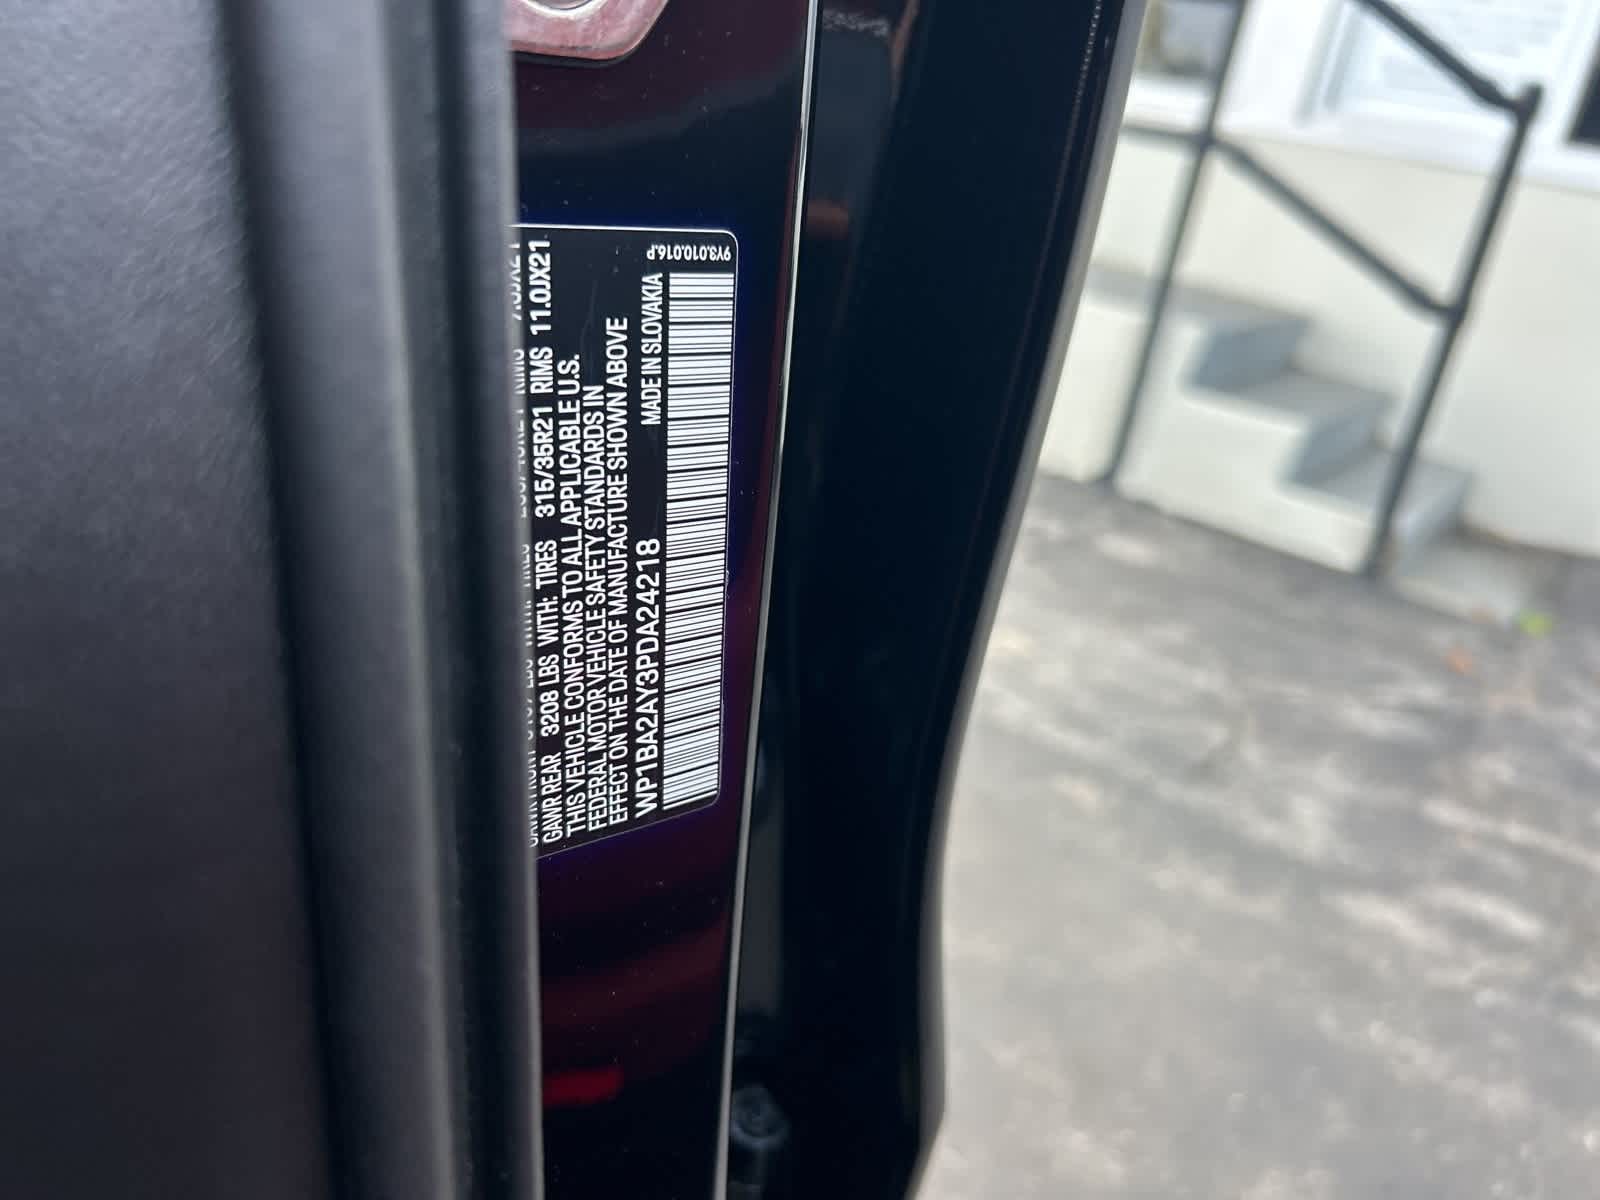 RIMS
GAWR REAR 3208 LBS WITH: TIRES 315/35R21 RIMS 11.0JX21
THIS VEHICLE CONFORMS TO ALL APPLICABLE U.S.
FEDERAL MOTOR VEHICLE SAFETY STANDARDS IN
EFFECT ON THE DATE OF MANUFACTURE SHOWN ABOVE
WP1BA2AY3PDA24218 MADE IN SLOVAKIA
9Y3.010.016.P